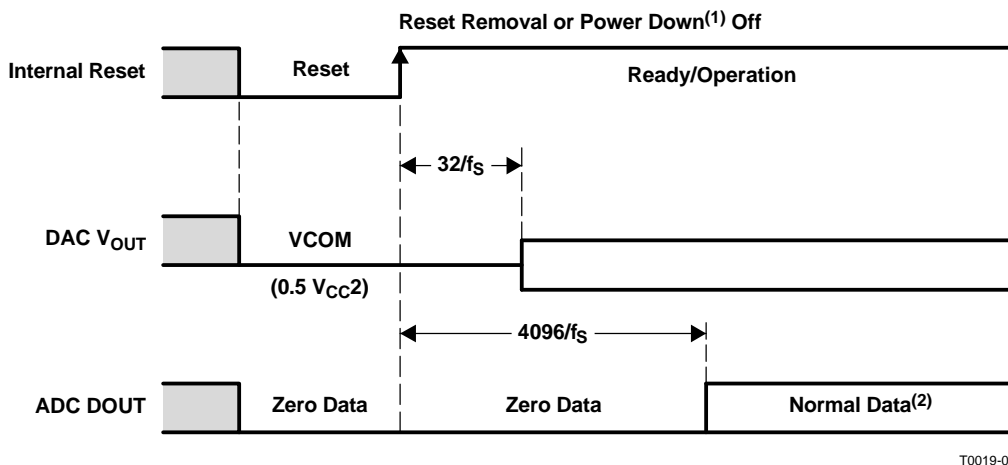 Reset Removal or Power Down(1) Off
Internal Reset
Reset
Ready/Operation
32/fS
DAC VOUT
VCOM
(0.5 VCC2)
4096/fS
ADC DOUT
Zero Data
Zero Data
Normal Data(2)
T0019-0